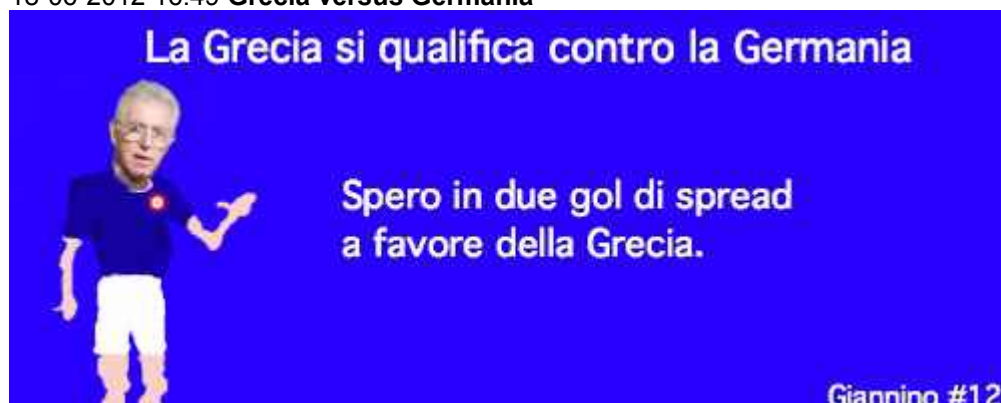 Grecia versus Germania
La Grecia si qualifica contro la Germania
Spero in due gol di spread
a favore della Grecia.
Giannino #12